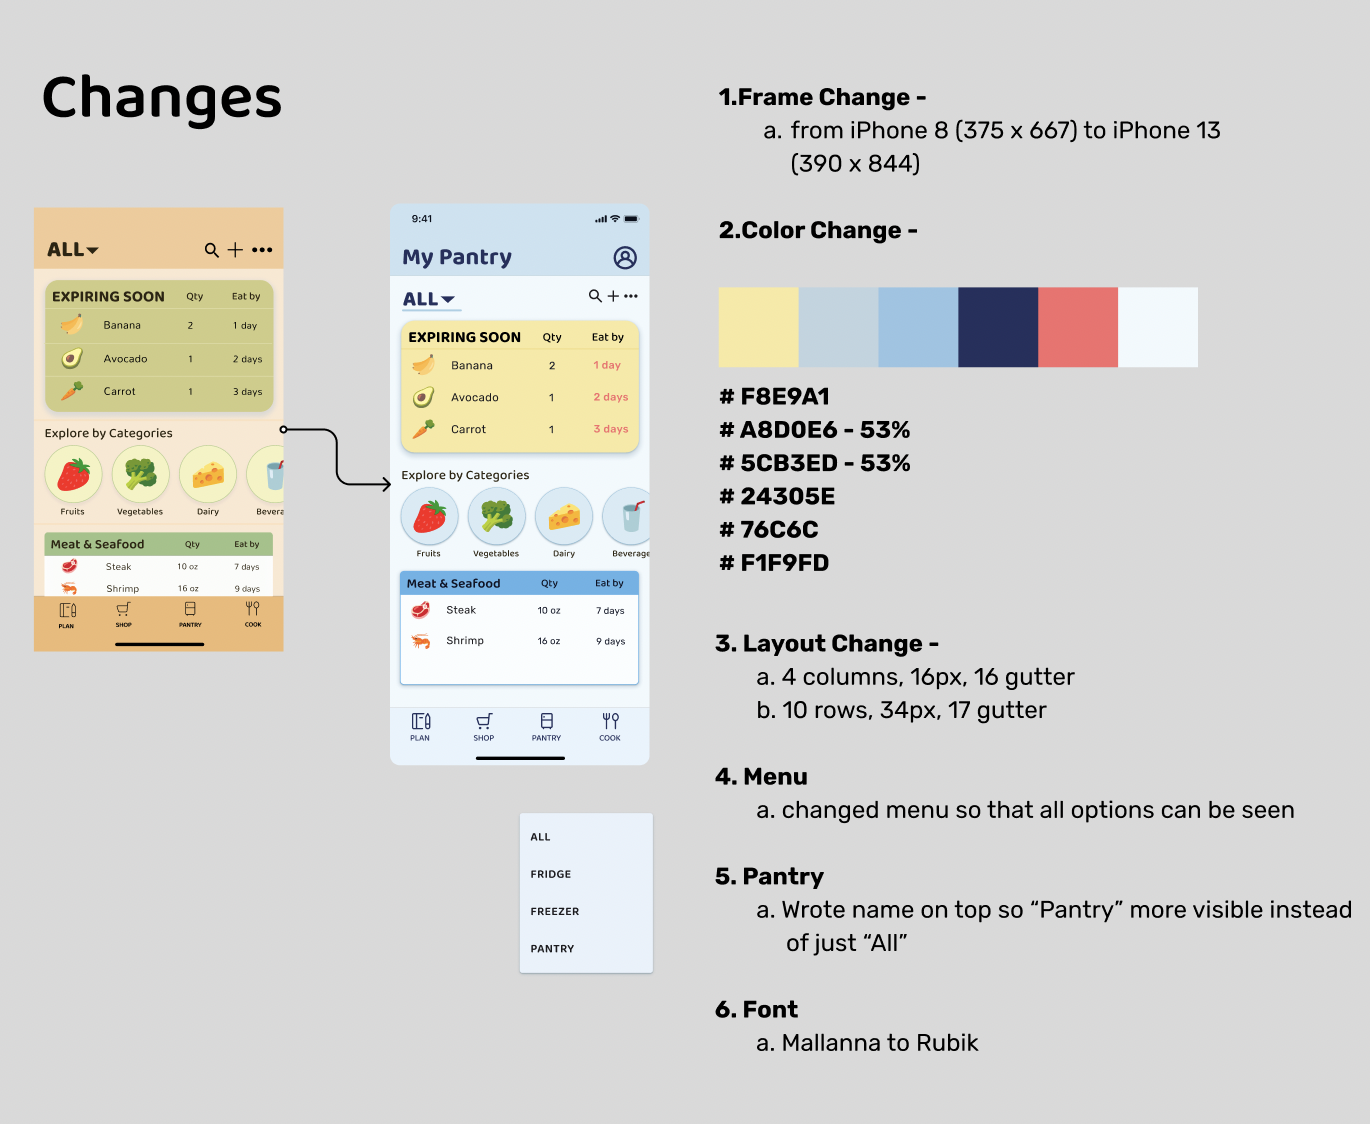 Changes
ALL
EXPIRING SOON Qty Eat by
Banana 2 1 day
Avocado 1 2 days
Carrot 1 3 days
Explore by Categories
Fruits Vegetables Dairy Bevera
Meat & Seafood Qty Eat by
Steak 10 oz 7 days
Shrimp 16 oz 9 days
PLAN SHOP PANTRY COOK
9:41
My Pantry
ALL
EXPIRING SOON Qty Eat by
Banana 2 1 day
Avocado 1 2 days
Carrot 1 3 days
Explore by Categories
Fruits Vegetables Dairy Beverage
Meat & Seafood Qty Eat by
Steak 10 oz 7 days
Shrimp 16 oz 9 days
PLAN SHOP PANTRY COOK
ALL
FRIDGE
FREEZER
PANTRY
1.Frame Change -
a. from iPhone 8 (375 x 667) to iPhone 13
(390 x 844)
2.Color Change -
# F8E9A1
# A8D0E6 - 53%
# 5CB3ED - 53%
# 24305E
# 76C6C
# F1F9FD
3. Layout Change -
a. 4 columns, 16px, 16 gutter
b. 10 rows, 34px, 17 gutter
4. Menu
a. changed menu so that all options can be seen
5. Pantry
a. Wrote name on top so “Pantry” more visible instead
of just “All”
6. Font
a. Mallanna to Rubik